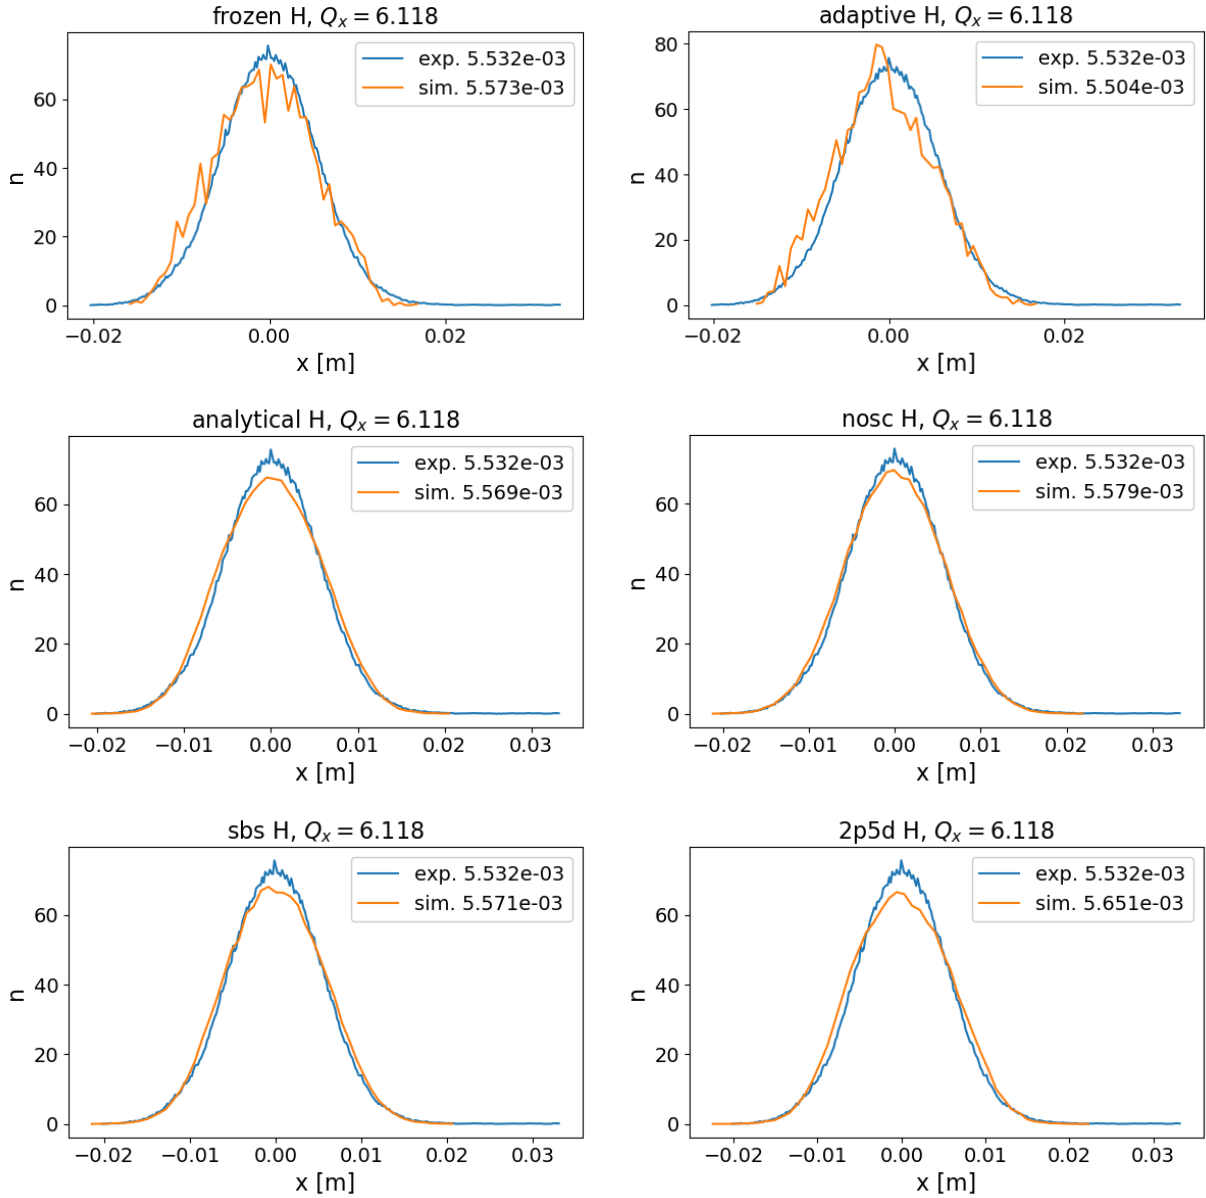 frozen H, Qx = 6.118
exp. 5.532e-03
sim. 5.573e-03
n
60
40
20
0
−0.02
0.00
0.02
x [m]
adaptive H, Qx = 6.118
exp. 5.532e-03
sim. 5.504e-03
n
80
60
40
20
0
−0.02
0.00
0.02
x [m]
analytical H, Qx = 6.118
exp. 5.532e-03
sim. 5.569e-03
n
60
40
20
0
−0.02
−0.01
0.00
0.01
0.02
0.03
x [m]
nosc H, Qx = 6.118
exp. 5.532e-03
sim. 5.579e-03
n
60
40
20
0
−0.02
−0.01
0.00
0.01
0.02
0.03
x [m]
sbs H, Qx = 6.118
exp. 5.532e-03
sim. 5.571e-03
n
60
40
20
0
−0.02
−0.01
0.00
0.01
0.02
0.03
x [m]
2p5d H, Qx = 6.118
exp. 5.532e-03
sim. 5.651e-03
n
60
40
20
0
−0.02
−0.01
0.00
0.01
0.02
0.03
x [m]